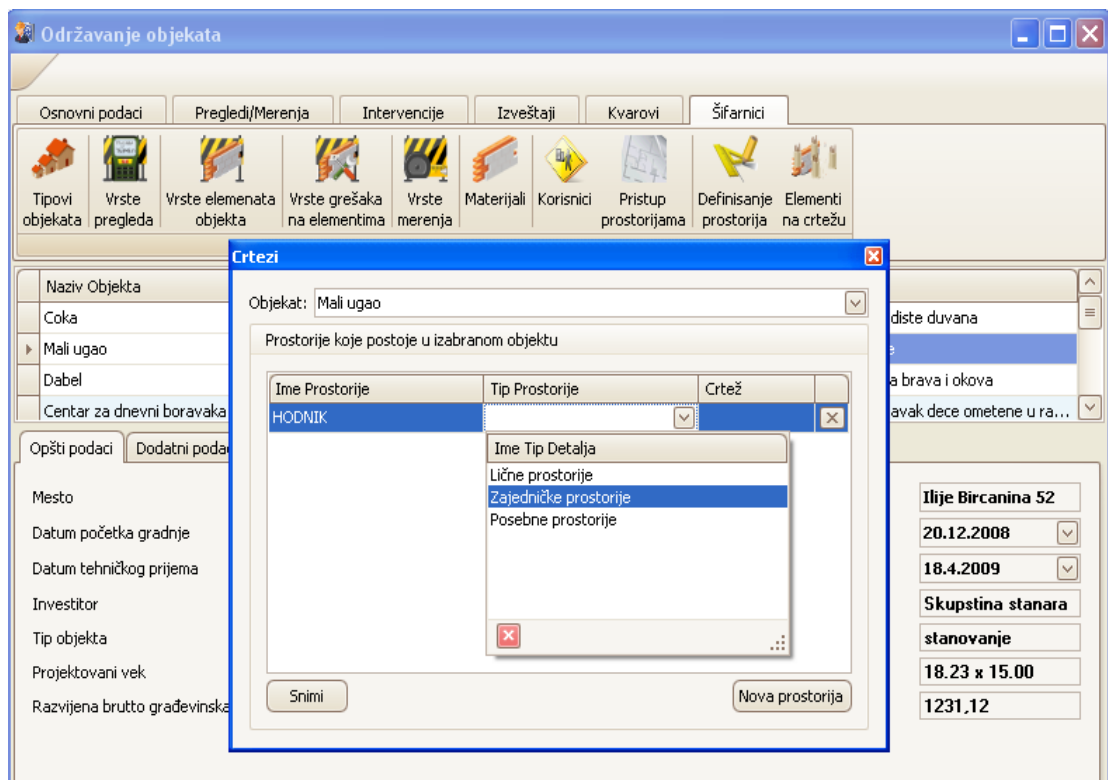 Održavanje objekata
Osnovni podaci Pregledi/Merenja Intervencije Izveštaji Kvarovi Šifarnici
Tipovi objekata
Vrste pregleda
Vrste elemenata objekta
Vrste grešaka na elementima
Vrste merenja
Materijali
Korisnici
Pristup prostorijama
Definisanje prostorija
Elementi na crtežu
Naziv Objekta
Coka
diste duvana
Mali ugao
Dabel
a brava i okova
Centar za dnevni boravaka
avak dece ometene u ra...
Crtezi
Objekat: Mali ugao
Prostorije koje postoje u izabranom objektu
Ime Prostorije Tip Prostorije Crtež
HODNIK
Ime Tip Detalja
Lične prostorije
Zajedničke prostorije
Posebne prostorije
Snimi Nova prostorija
Opšti podaci Dodatni podac
Mesto Ilije Bircanina 52
Datum početka gradnje 20.12.2008
Datum tehničkog prijema 18.4.2009
Investitor Skupstina stanara
Tip objekta stanovanje
Projektovani vek 18.23 x 15.00
Razvijena brutto građevinska 1231,12